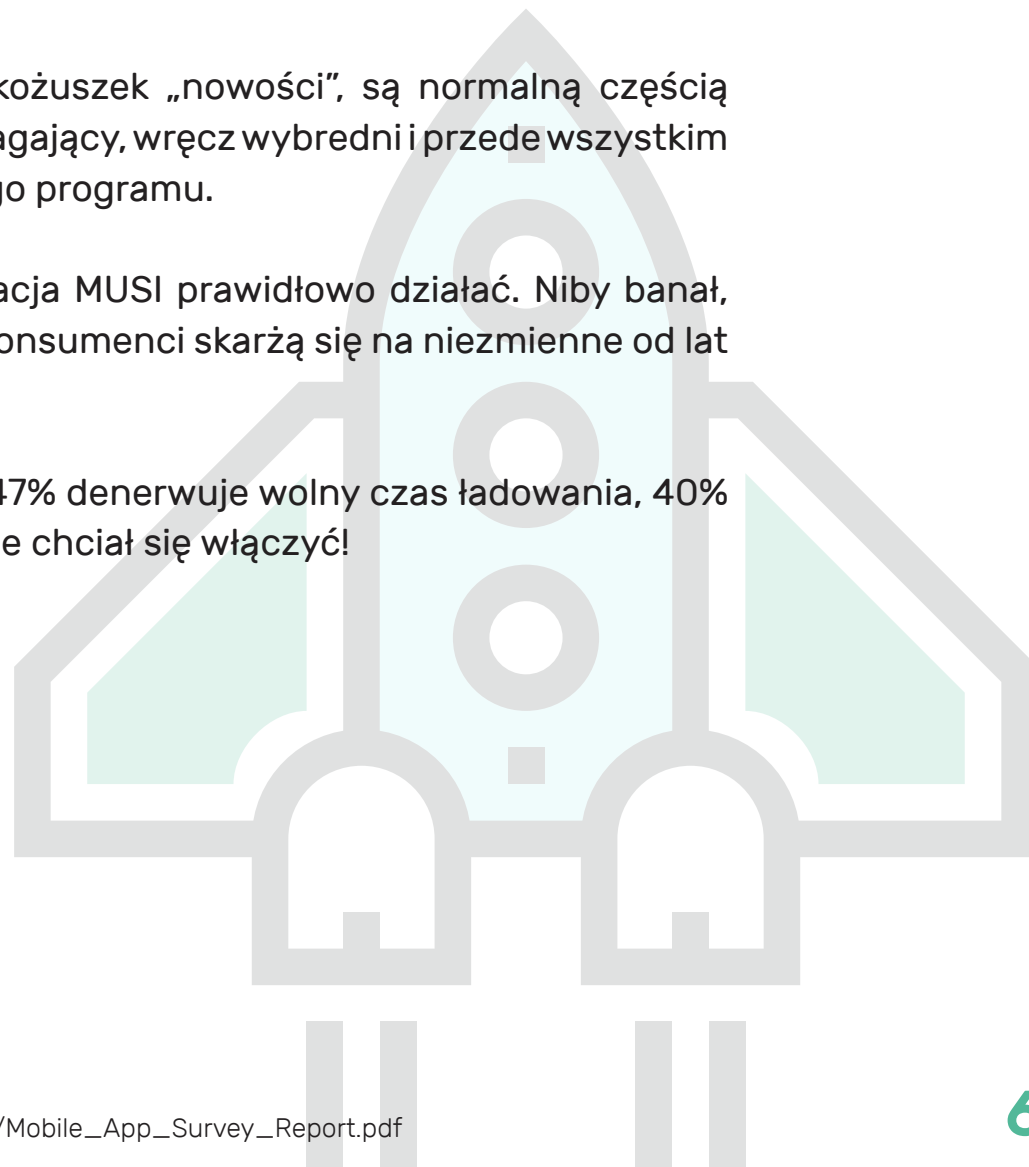 kożuszek „nowości”, są normalną częścią
agający, wręcz wybredni i przede wszystkim
go programu.
acja MUSI prawidłowo działać. Niby banał,
onsumenci skarżą się na niezmienne od lat
47% denerwuje wolny czas ładowania, 40%
e chciał się włączyć!
/Mobile_App_Survey_Report.pdf
6